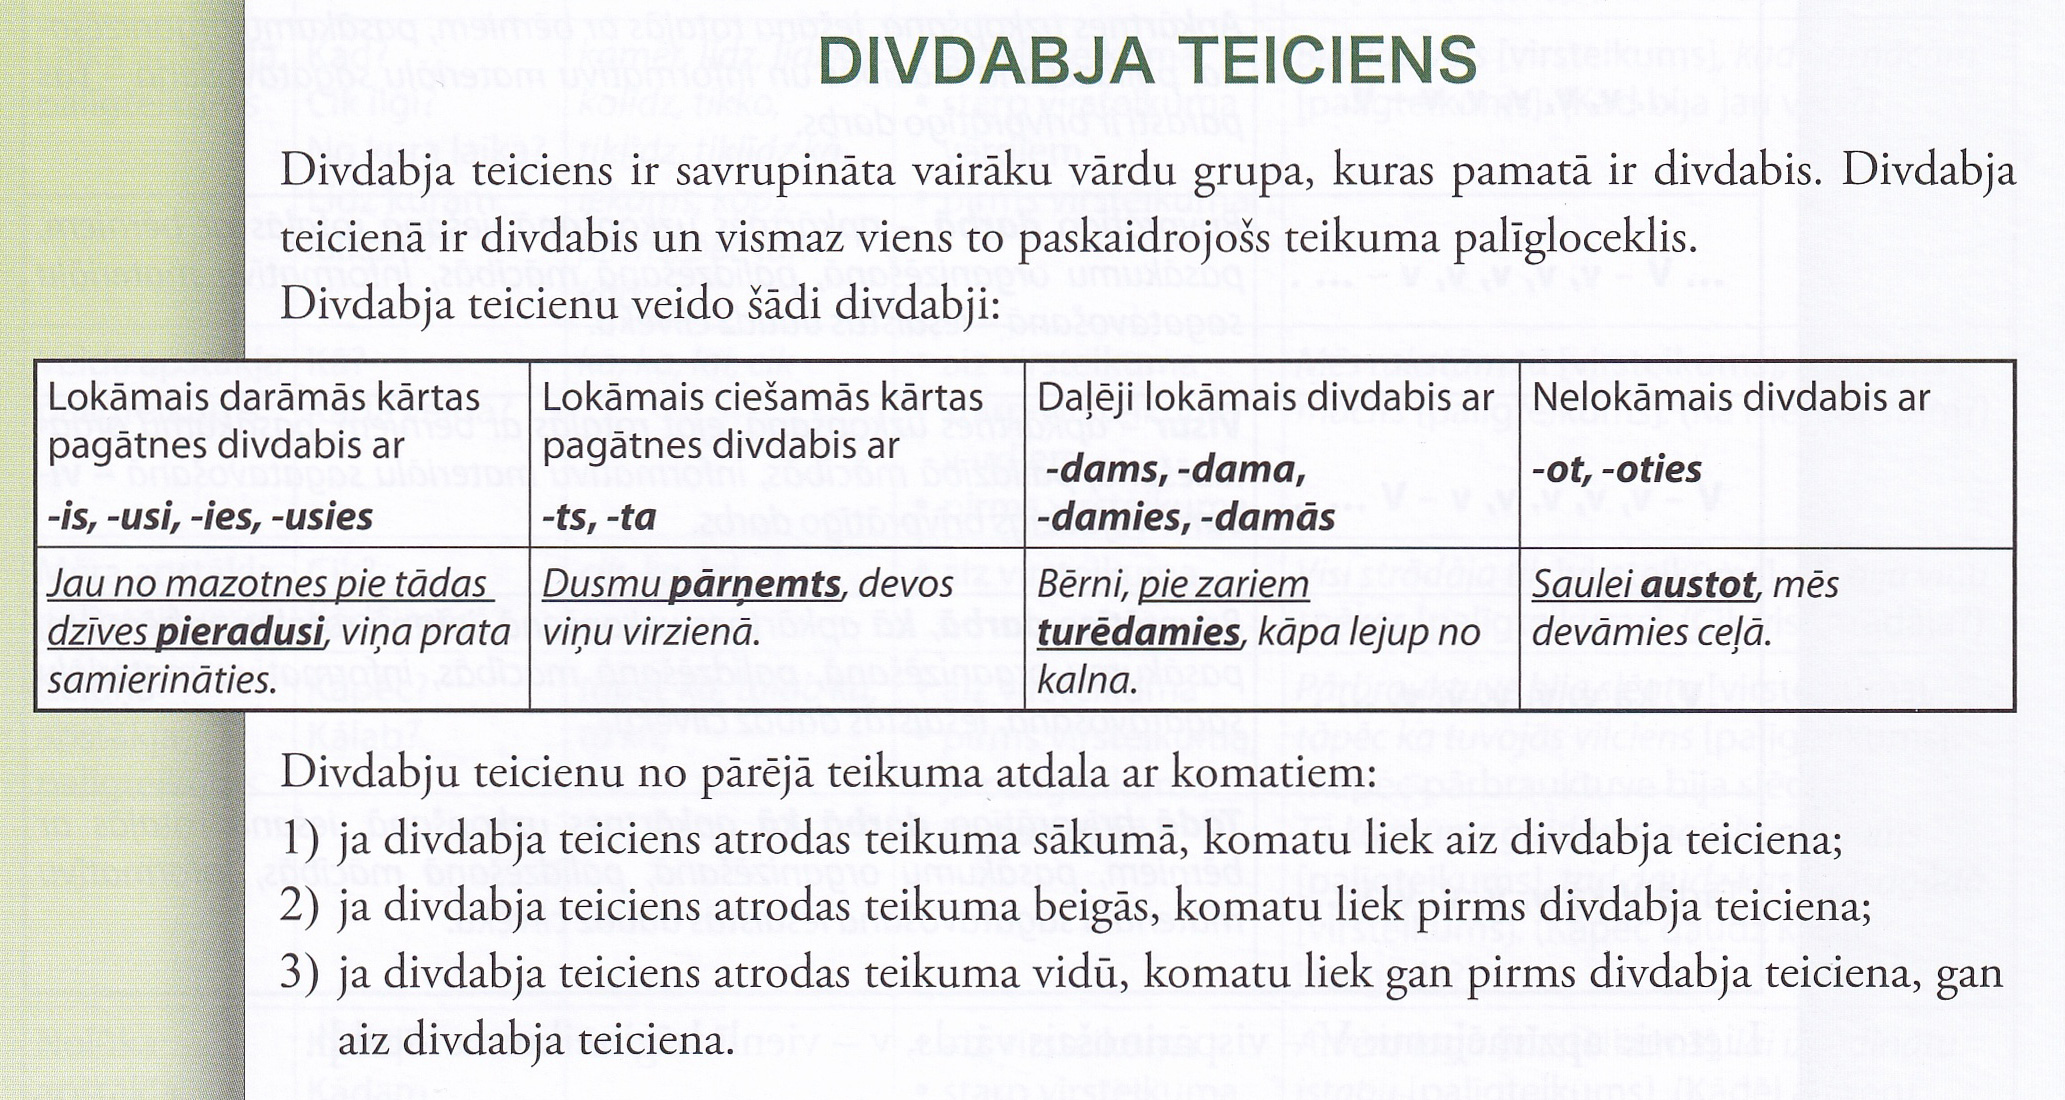 DIVDABJA TEICIENS
Divdabja teiciens ir savrupināta vairāku vārdu grupa, kuras pamatā ir divdabis. Divdabja
teicienā ir divdabis un vismaz viens to paskaidrojošs teikuma palīgloceklis.
Divdabja teicienu veido šādi divdabji:
Lokāmais darāmās kārtas
pagātnes divdabis ar
-is, -usi, -ies, -usies
Lokāmais ciešamās kārtas
pagātnes divdabis ar
-ts, -ta
Daļēji lokāmais divdabis ar
-dams, -dama,
-damies, -damās
Nelokāmais divdabis ar
-ot, -oties
Jau no mazotnes pie tādas
dzīves pieradusi, viņa prata
samierināties.
Dusmu pārņemts, devos
viņu virzienā.
Bērni, pie zariem
turēdamies, kāpa lejup no
kalna.
Saulei austot, mēs
devāmies ceļā.
Divdabju teicienu no pārējā teikuma atdala ar komatiem:
1) ja divdabja teiciens atrodas teikuma sākumā, komatu liek aiz divdabja teiciena;
2) ja divdabja teiciens atrodas teikuma beigās, komatu liek pirms divdabja teiciena;
3) ja divdabja teiciens atrodas teikuma vidū, komatu liek gan pirms divdabja teiciena, gan
aiz divdabja teiciena.